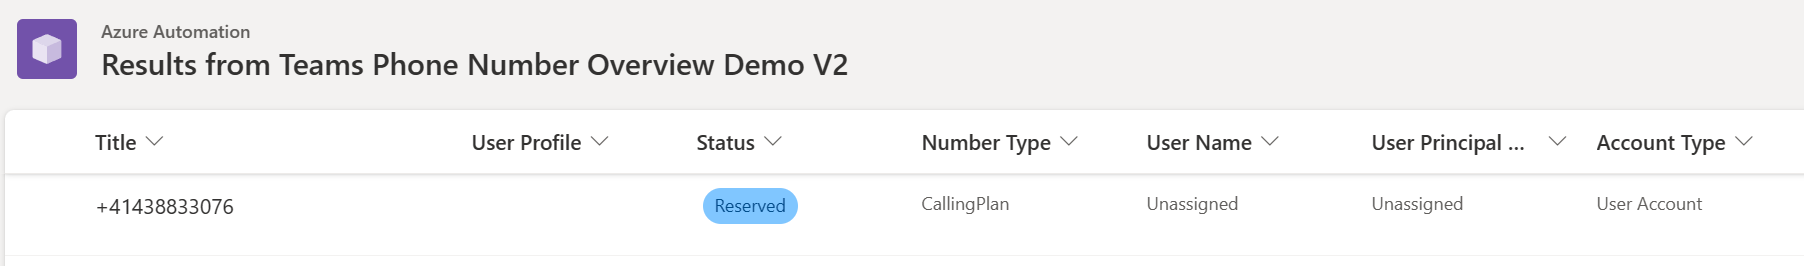 Azure Automation
Results from Teams Phone Number Overview Demo V2
Title User Profile Status Number Type User Name User Principal ... Account Type
+41438833076 Reserved CallingPlan Unassigned Unassigned User Account